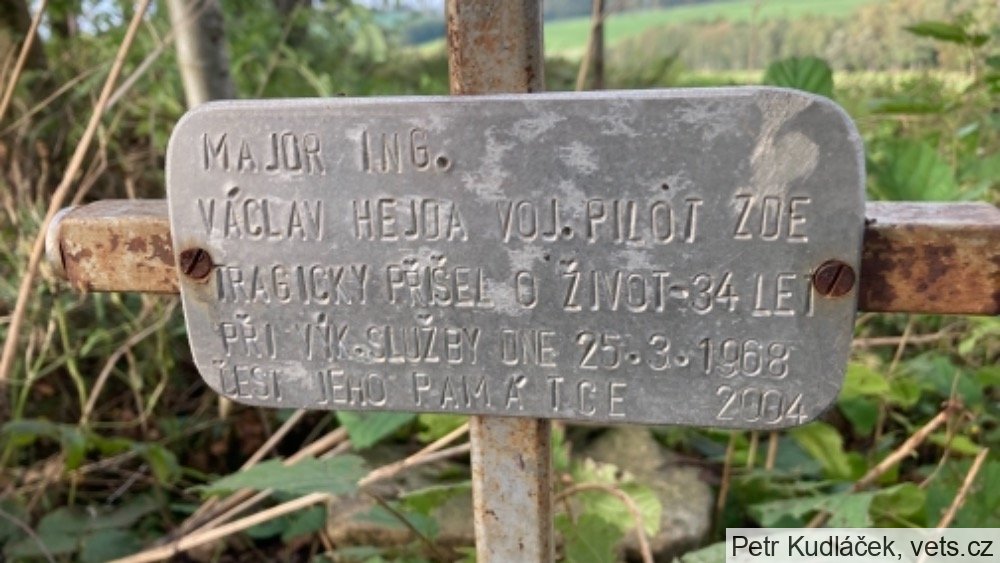 MAJOR ING.
VÁCLAV HEJDA VOJ. PILOT ZDE
TRAGICKY PŘIŠEL O ŽIVOT-34 LET
PŘI VÝK. SLUŽBY DNE 25.3.1968
ČEST JEHO PAMÁTCE 2004
Petr Kudláček, vets.cz